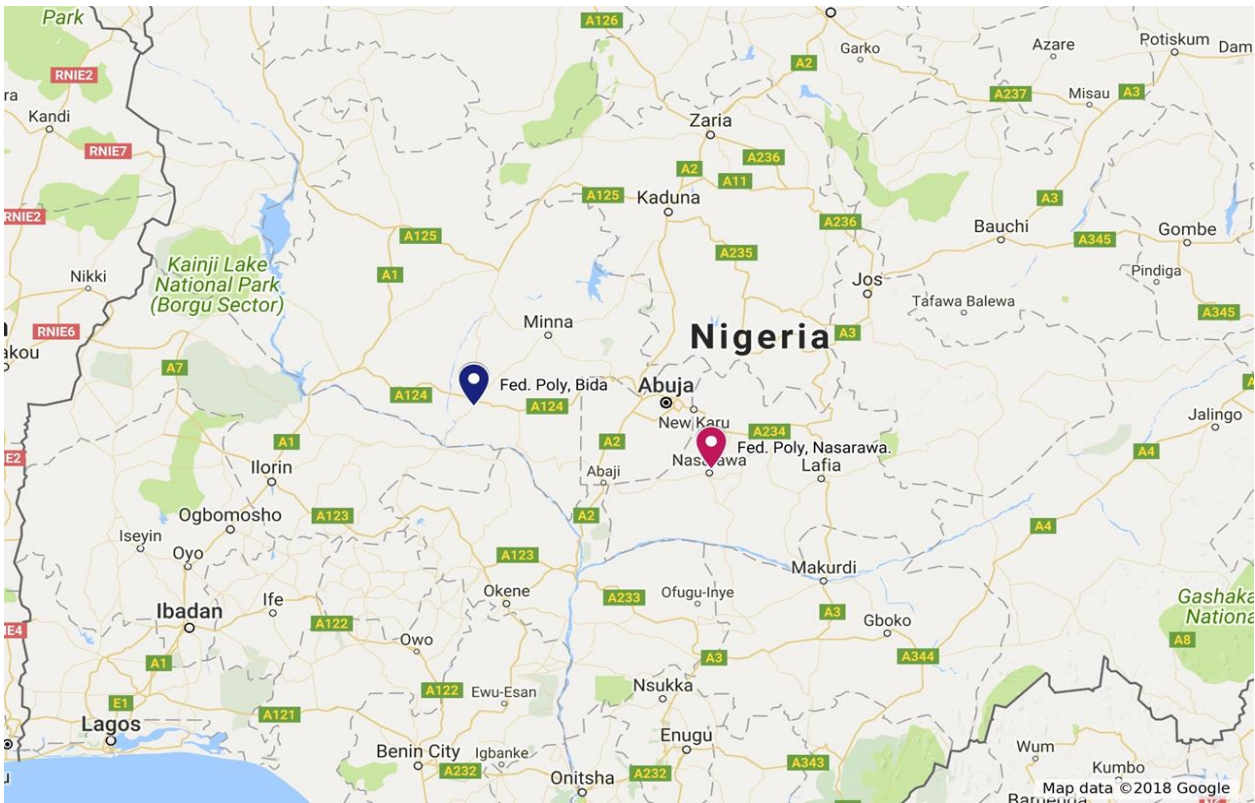 Park
A126
Azare
Potiskum
Dam
Garko
A2
RNIE2
A237
Misau
A3
ra
Kandi
Zaria
RNIE7
A236
A2
A11
A125
Kaduna
A3
RNIE2
A236
A125
Bauchi
A345
Gombe
A235
Kainji Lake
National Park
(Borgu Sector)
A1
Nikki
Jos
Pindiga
Tafawa Balewa
A345
Minna
RNIE6
Nigeria
A3
akou
A7
Fed. Poly, Bida
Abuja
A124
A124
New Karu
Jalingo
A234
A1
A2
Fed. Poly, Nasarawa.
A4
E2
Ilorin
Abaji
Nasarawa
Lafia
Ogbomosho
A123
A2
A4
Iseyin
Oyo
A123
Makurdi
Okene
A233
Ofugu-Inye
Gashaka
National
Ibadan
Ife
A3
Gboko
IE4
A122
Owo
A8
A1
A3
A344
E1
A122
Ewu-Esan
Nsukka
Lagos
A121
Enugu
Benin City
Igbanke
Wum
A232
A232
A343
Kumbo
Onitsha
Map data ©2018 Google